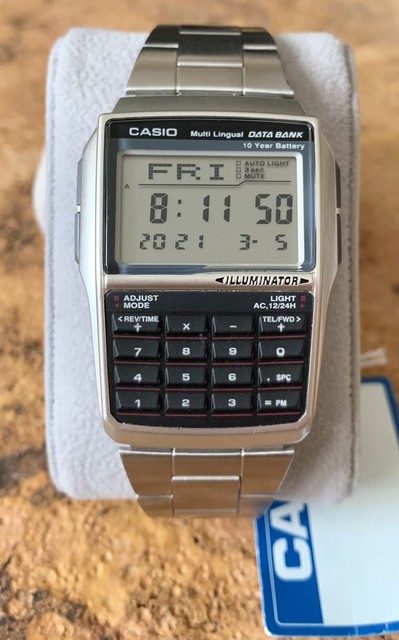 CASIO Multi Lingual DATA BANK
10 Year Battery
FRI
AUTO LIGHT
3sec.
MUTE
A
8:11 50
2021 3- 5
ILLUMINATOR
ADJUST
MODE
LIGHT
AC,12/24H
<REV/TIME
÷
×
−
TEL/FWD>
+
7 8 9 0
4 5 6 . SPC
1 2 3 = PM
CA